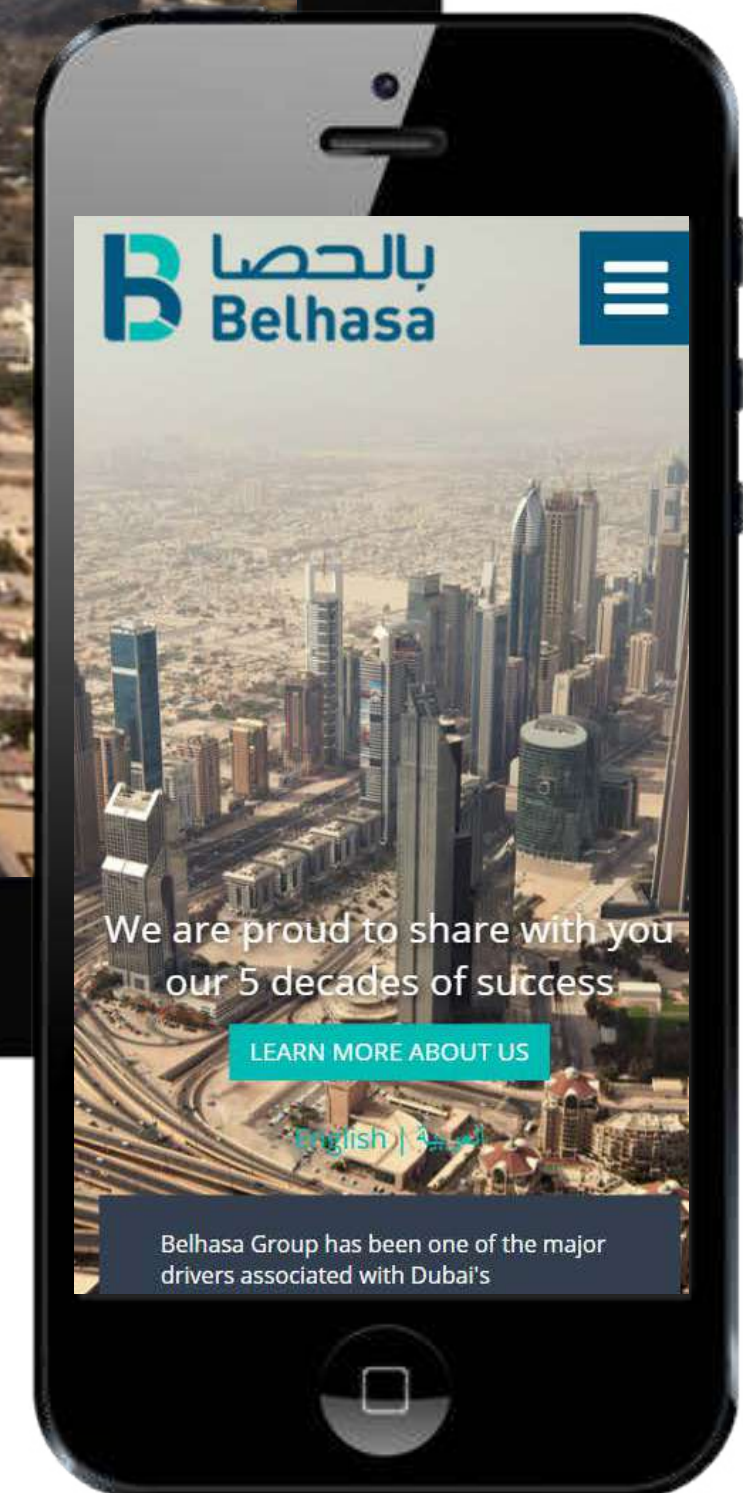 بالحصا
Belhasa
We are proud to share with you
our 5 decades of success
LEARN MORE ABOUT US
English | العربية
Belhasa Group has been one of the major
drivers associated with Dubai's